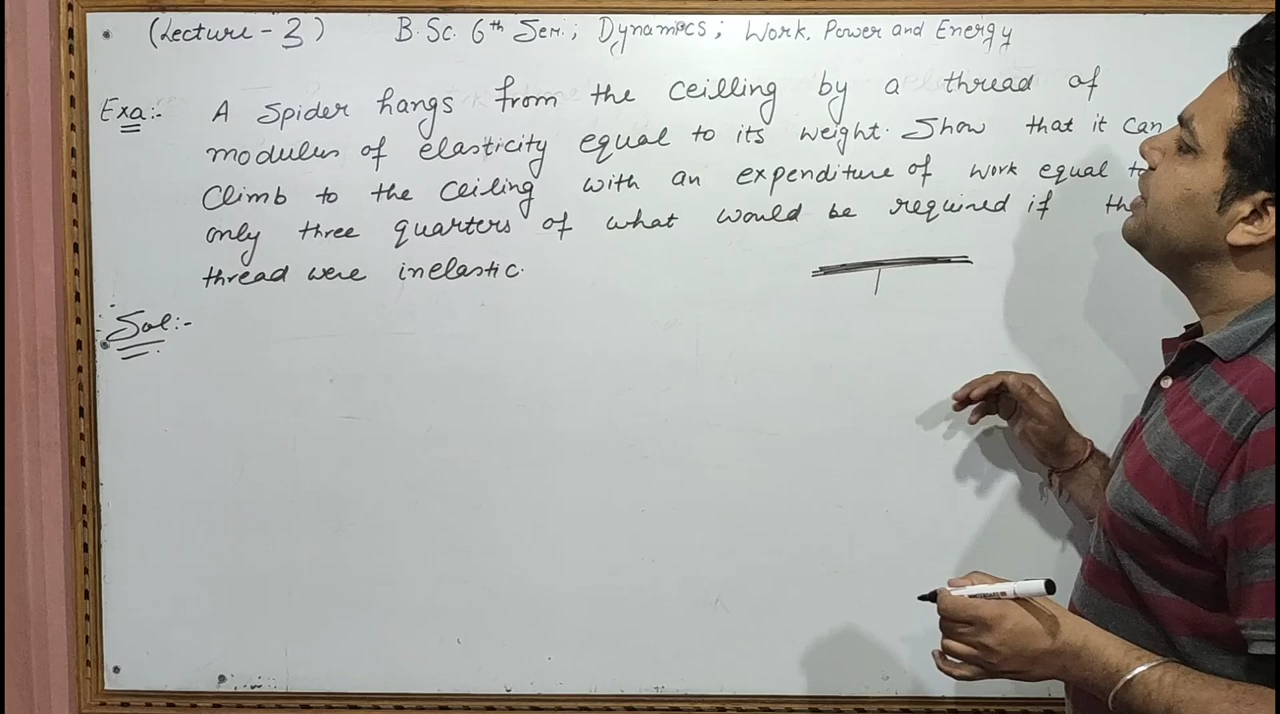 (Lecture - 3) B.Sc. 6th Sem.; Dynamics; Work, Power and Energy
Exa:- A Spider hangs from the ceilling by a thread of
modulus of elasticity equal to its weight. Show that it can
Climb to the ceiling with an expenditure of work equal to
only three quarters of what would be required if the
thread were inelastic.
Sol:-